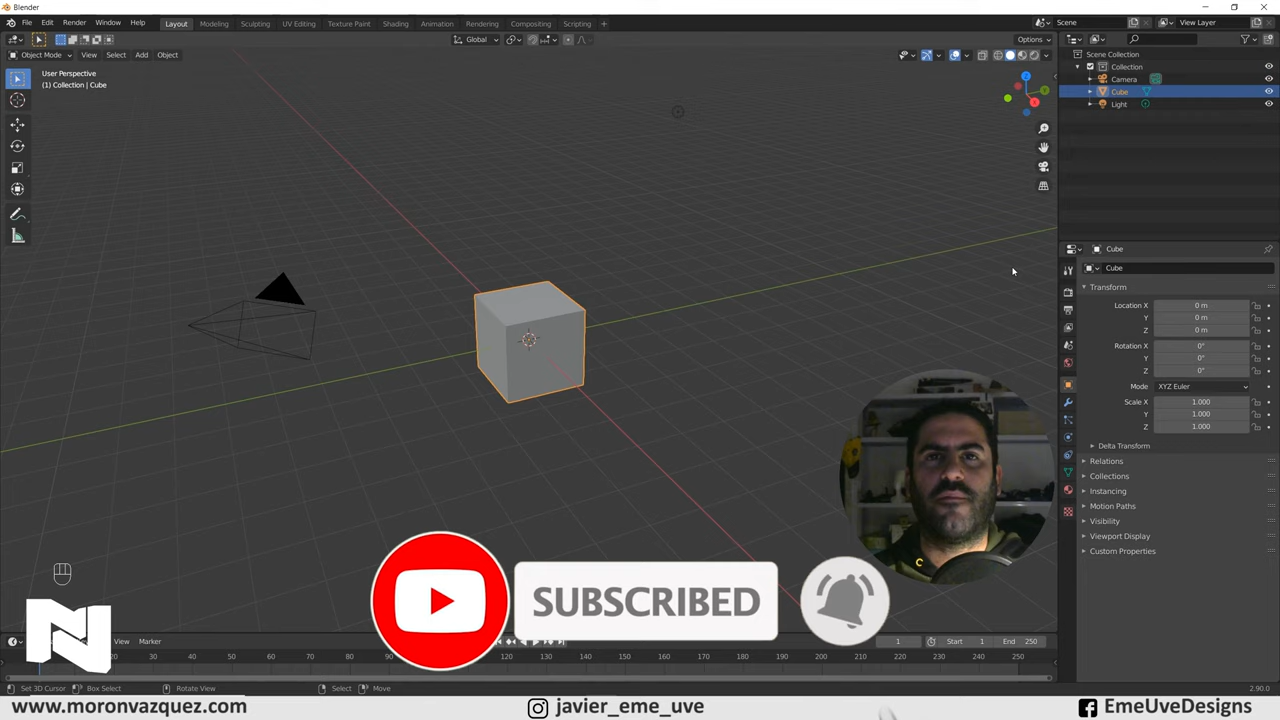 Blender
File Edit Render Window Help Layout Modeling Sculpting UV Editing Texture Paint Shading Animation Rendering Compositing Scripting + Scene View Layer
Global Options
Object Mode View Select Add Object
User Perspective
(1) Collection | Cube
Z
Y
X
Scene Collection
Collection
Camera
Cube
Light
Cube
Cube
Transform
Location X 0 m
Y 0 m
Z 0 m
Rotation X 0°
Y 0°
Z 0°
Mode XYZ Euler
Scale X 1.000
Y 1.000
Z 1.000
Delta Transform
Relations
Collections
Instancing
Motion Paths
Visibility
Viewport Display
Custom Properties
SUBSCRIBED
N
View Marker 1 Start 1 End 250
20 30 40 50 60 70 80 90 100 110 120 130 140 150 160 170 180 190 200 210 220 230 240 250
Set 3D Cursor Box Select Rotate View Select Move 2.90.0
www.moronvazquez.com javier_eme_uve EmeUveDesigns